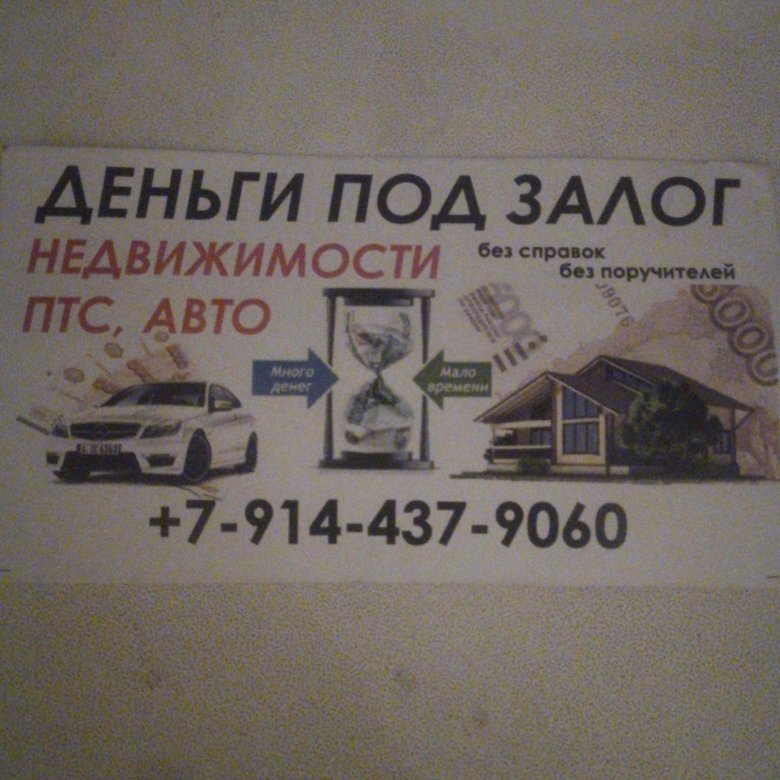 ДЕНЬГИ ПОД ЗАЛОГ
НЕДВИЖИМОСТИ
без справок
без поручителей
ПТС, АВТО
Много
денег
Мало
времени
+7-914-437-9060